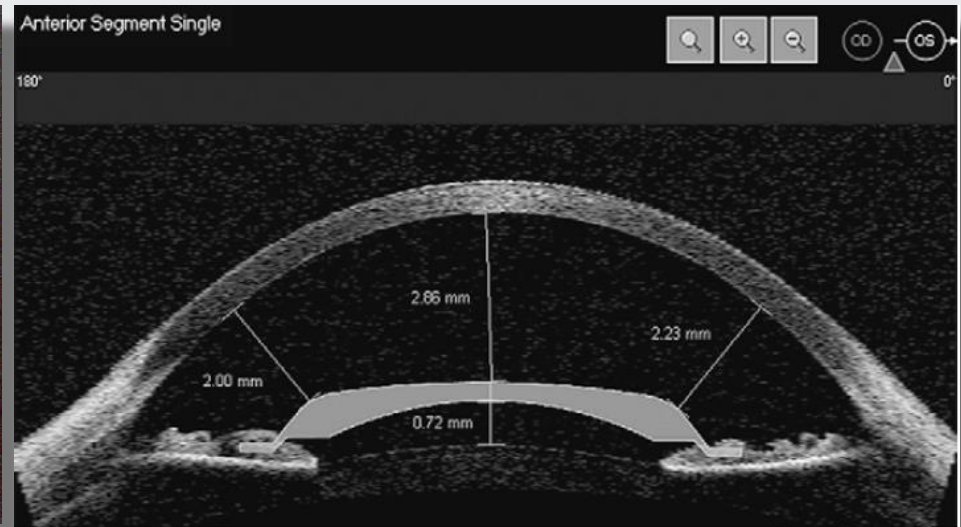 Anterior Segment Single
OD
OS
180°
0°
2.86 mm
2.23 mm
2.00 mm
0.72 mm